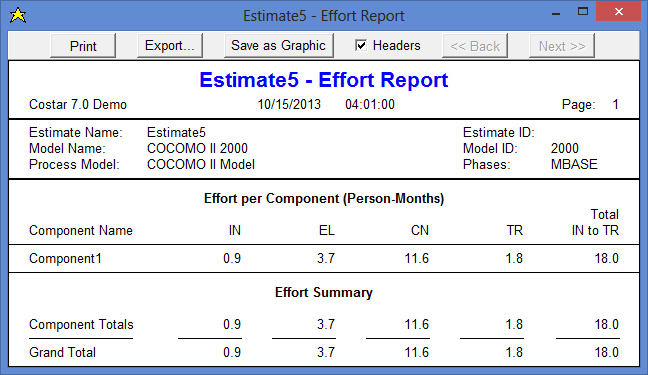 Estimate5 - Effort Report
Print Export... Save as Graphic Headers << Back Next >>
Estimate5 - Effort Report
Costar 7.0 Demo 10/15/2013 04:01:00 Page: 1
Estimate Name: Estimate5 Estimate ID:
Model Name: COCOMO II 2000 Model ID: 2000
Process Model: COCOMO II Model Phases: MBASE
Effort per Component (Person-Months)
Total
Component Name IN EL CN TR IN to TR
Component1 0.9 3.7 11.6 1.8 18.0
Effort Summary
Component Totals 0.9 3.7 11.6 1.8 18.0
Grand Total 0.9 3.7 11.6 1.8 18.0